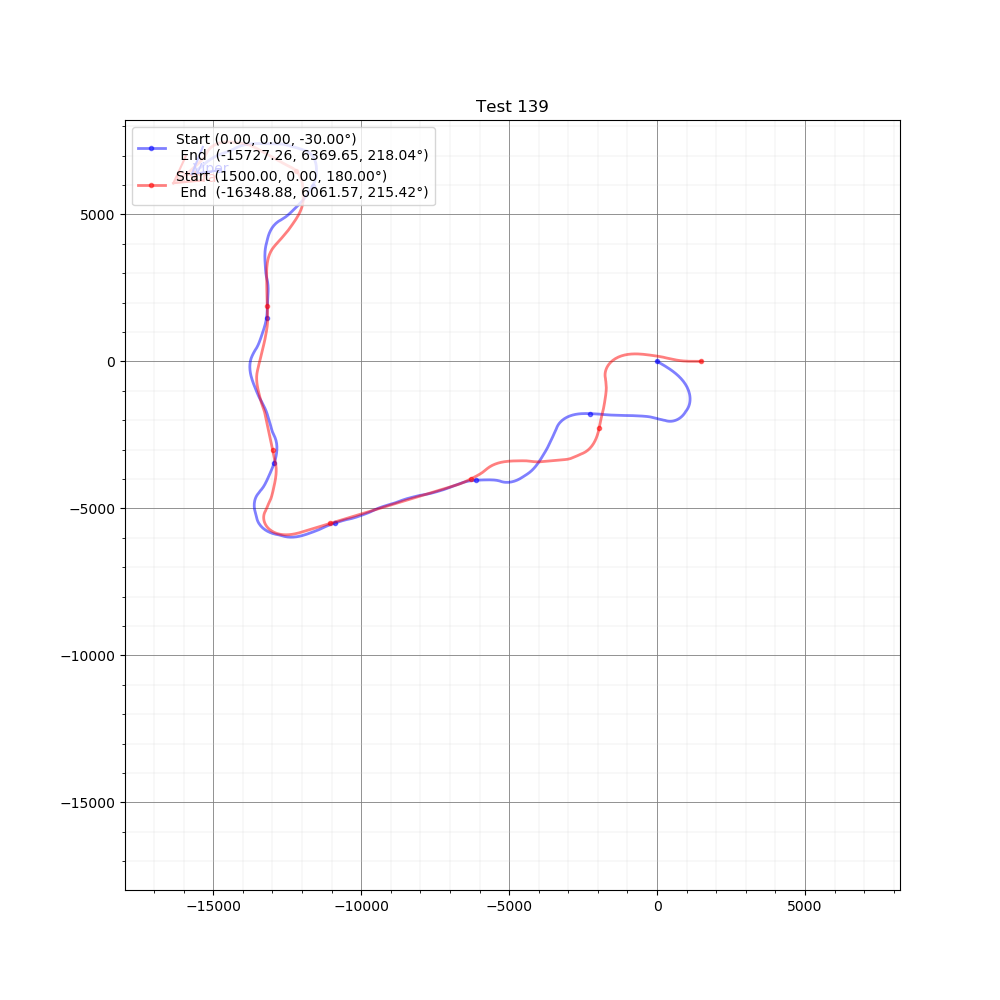 Test 139
Start (0.00, 0.00, -30.00°)
End (-15727.26, 6369.65, 218.04°)
Start (1500.00, 0.00, 180.00°)
End (-16348.88, 6061.57, 215.42°)
5000
0
−5000
−10000
−15000
−15000
−10000
−5000
0
5000